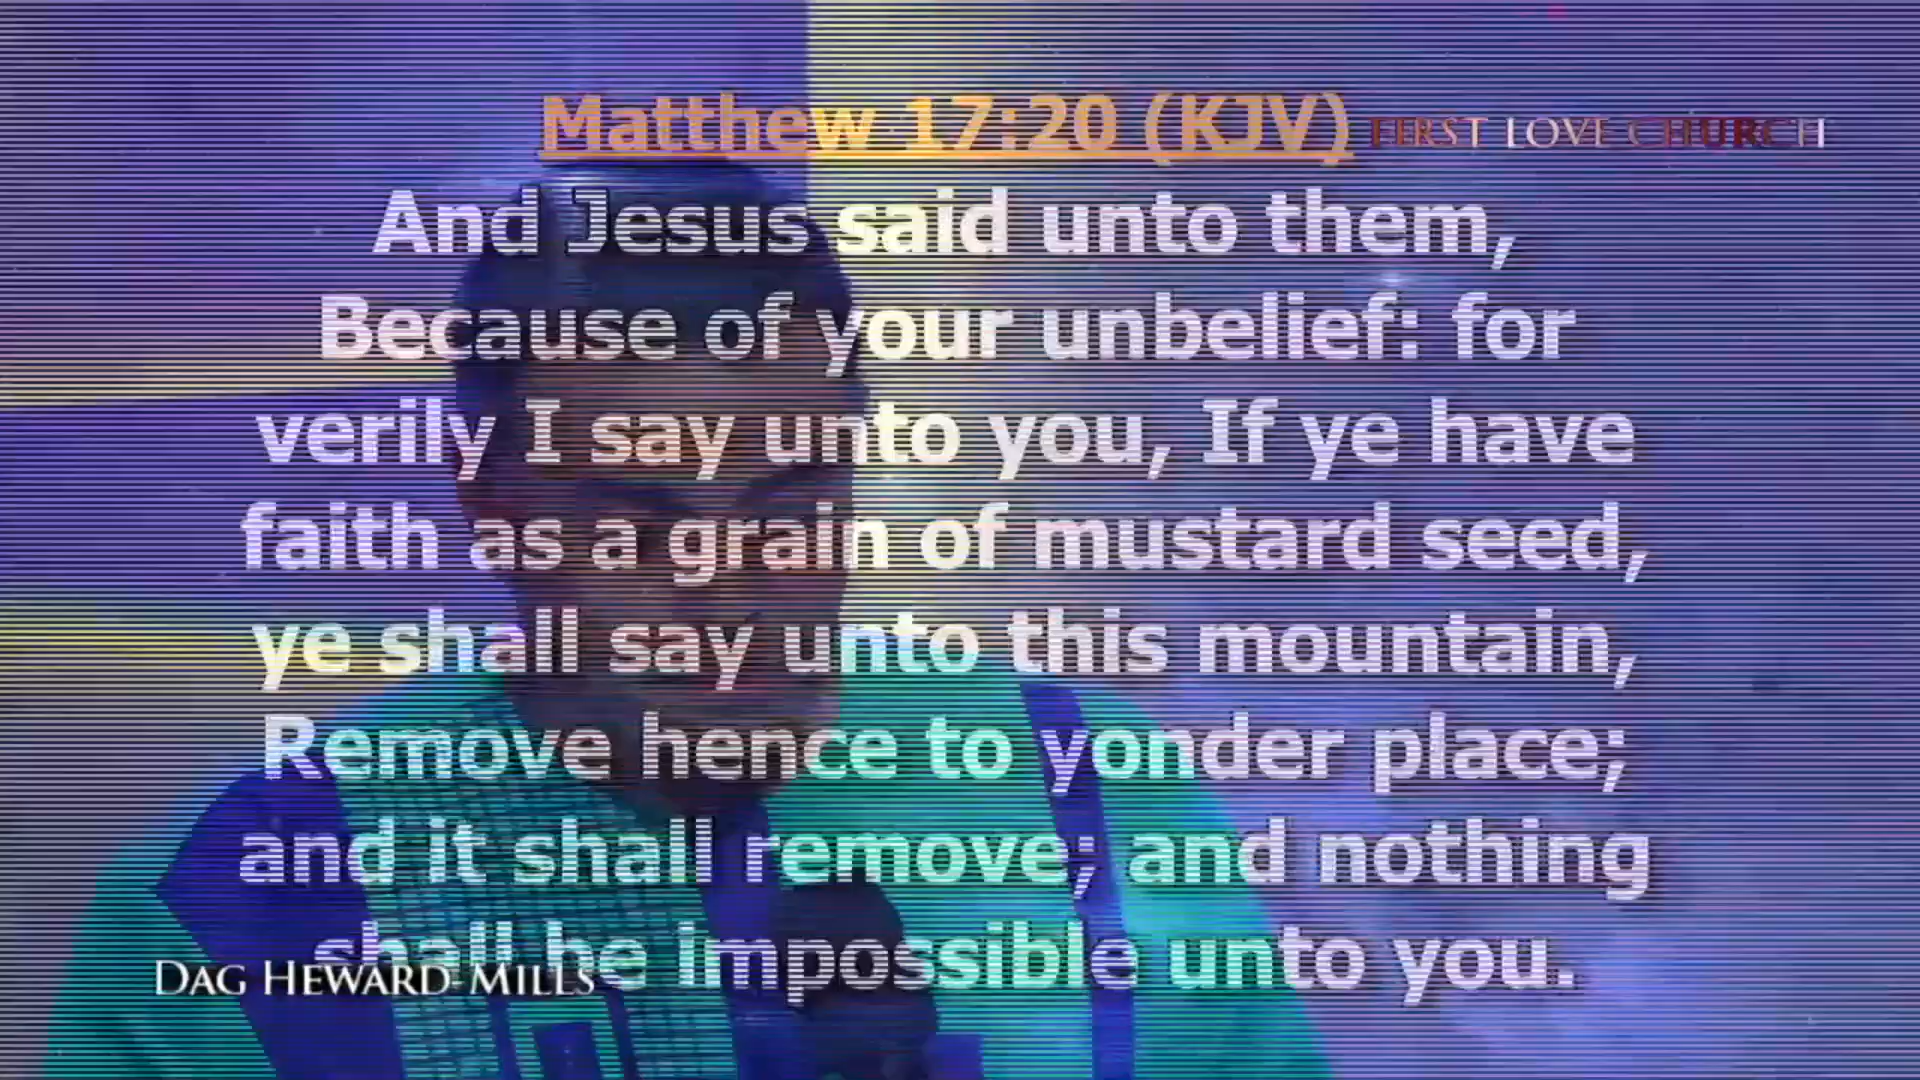 Matthew 17:20 (KJV)
FIRST LOVE CHURCH
And Jesus said unto them,
Because of your unbelief: for
verily I say unto you, If ye have
faith as a grain of mustard seed,
ye shall say unto this mountain,
Remove hence to yonder place;
and it shall remove; and nothing
shall be impossible unto you.
DAG HEWARD-MILLS